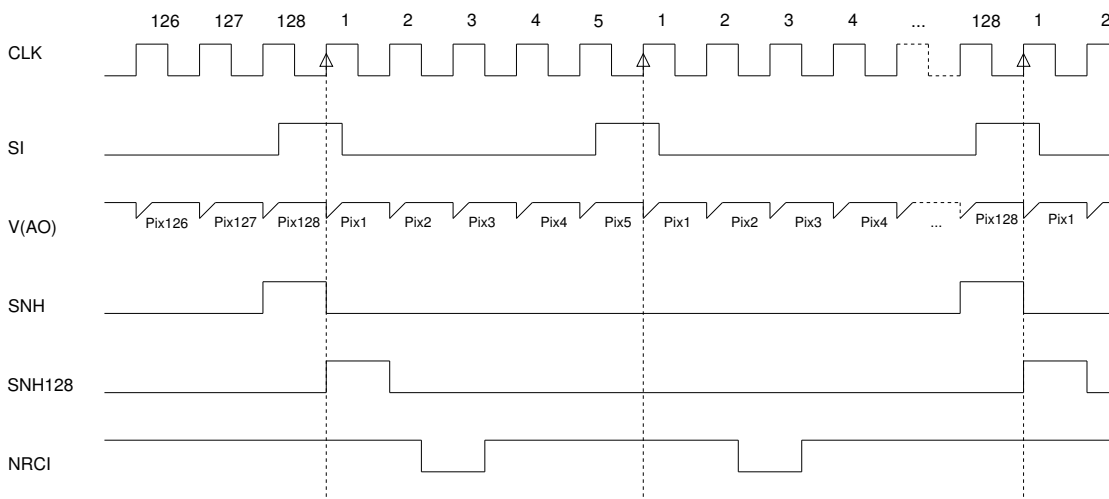 126 127 128 1 2 3 4 5 1 2 3 4 ... 128 1 2
CLK
SI
V(AO) Pix126 Pix127 Pix128 Pix1 Pix2 Pix3 Pix4 Pix5 Pix1 Pix2 Pix3 Pix4 ... Pix128 Pix1
SNH
SNH128
NRCI